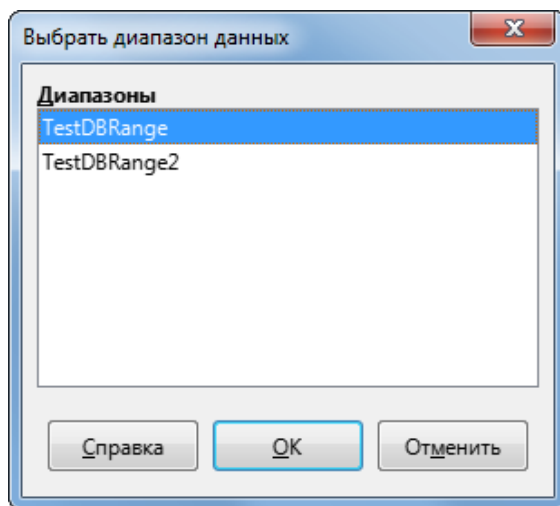 Выбрать диапазон данных
Диапазоны
TestDBRange
TestDBRange2
Справка
OK
Отменить